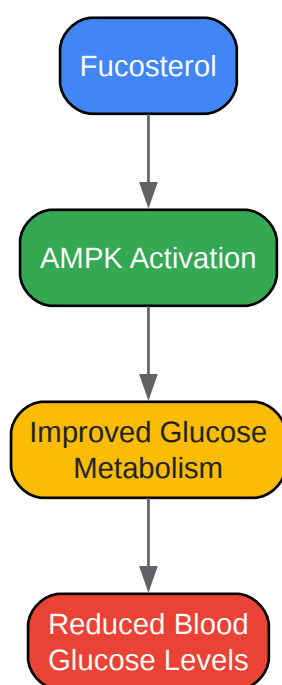 Fucosterol
AMPK Activation
Improved Glucose
Metabolism
Reduced Blood
Glucose Levels